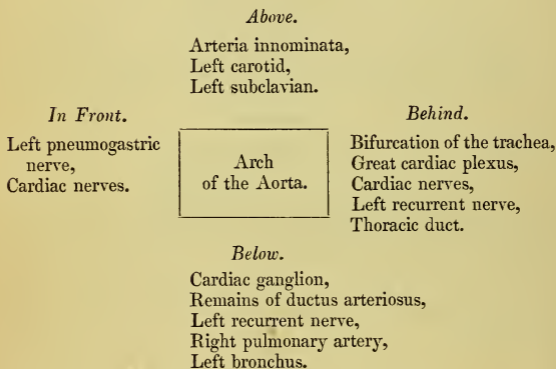 Above.
Arteria innominata,
Left carotid,
Left subclavian.
In Front.
Left pneumogastric
nerve,
Cardiac nerves.
Arch
of the Aorta.
Behind.
Bifurcation of the trachea,
Great cardiac plexus,
Cardiac nerves,
Left recurrent nerve,
Thoracic duct.
Below.
Cardiac ganglion,
Remains of ductus arteriosus,
Left recurrent nerve,
Right pulmonary artery,
Left bronchus.